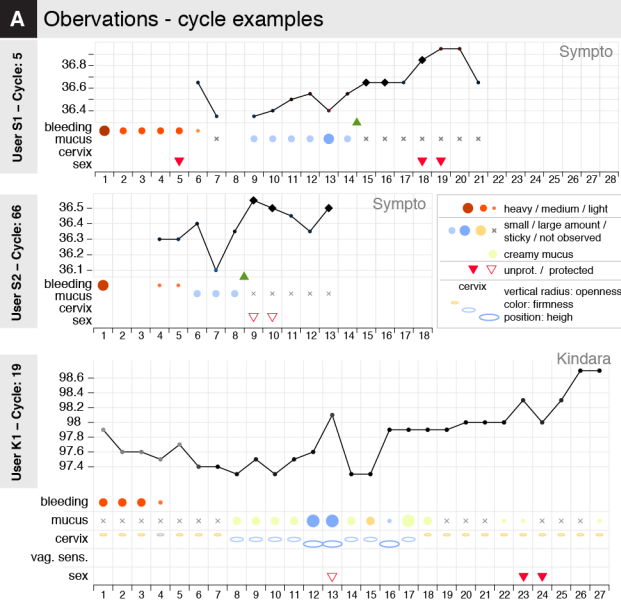 A Obervations - cycle examples
User S1 – Cycle: 5
Sympto
36.8
36.6
36.4
bleeding
mucus
cervix
sex
1 2 3 4 5 6 7 8 9 10 11 12 13 14 15 16 17 18 19 20 21 22 23 24 25 26 27 28
User S2 – Cycle: 66
Sympto
36.5
36.4
36.3
36.2
36.1
bleeding
mucus
cervix
sex
1 2 3 4 5 6 7 8 9 10 11 12 13 14 15 16 17 18
heavy / medium / light
small / large amount /
sticky / not observed
creamy mucus
unprot. / protected
cervix
vertical radius: openness
color: firmness
position: heigh
User K1 – Cycle: 19
Kindara
98.6
98.4
98.2
98
97.8
97.6
97.4
bleeding
mucus
cervix
vag. sens.
sex
1 2 3 4 5 6 7 8 9 10 11 12 13 14 15 16 17 18 19 20 21 22 23 24 25 26 27